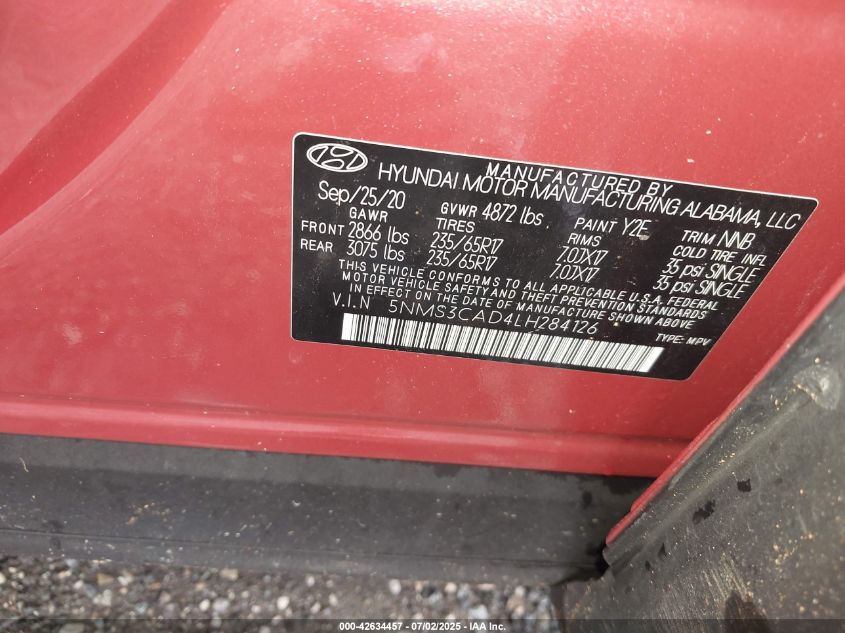 MANUFACTURED BY
HYUNDAI MOTOR MANUFACTURING ALABAMA, LLC
Sep/25/20 GVWR 4872 lbs. PAINT Y2E TRIM NNB
GAWR TIRES RIMS COLD TIRE INFL
FRONT 2866 lbs 235/65R17 7.0JX17 35 psi SINGLE
REAR 3075 lbs 235/65R17 7.0JX17 35 psi SINGLE
THIS VEHICLE CONFORMS TO ALL APPLICABLE U.S.A. FEDERAL
MOTOR VEHICLE SAFETY AND THEFT PREVENTION STANDARDS
IN EFFECT ON THE DATE OF MANUFACTURE SHOWN ABOVE
V.I.N 5NMS3CAD4LH284126
TYPE: MPV
000-42634457 - 07/02/2025 - IAA Inc.